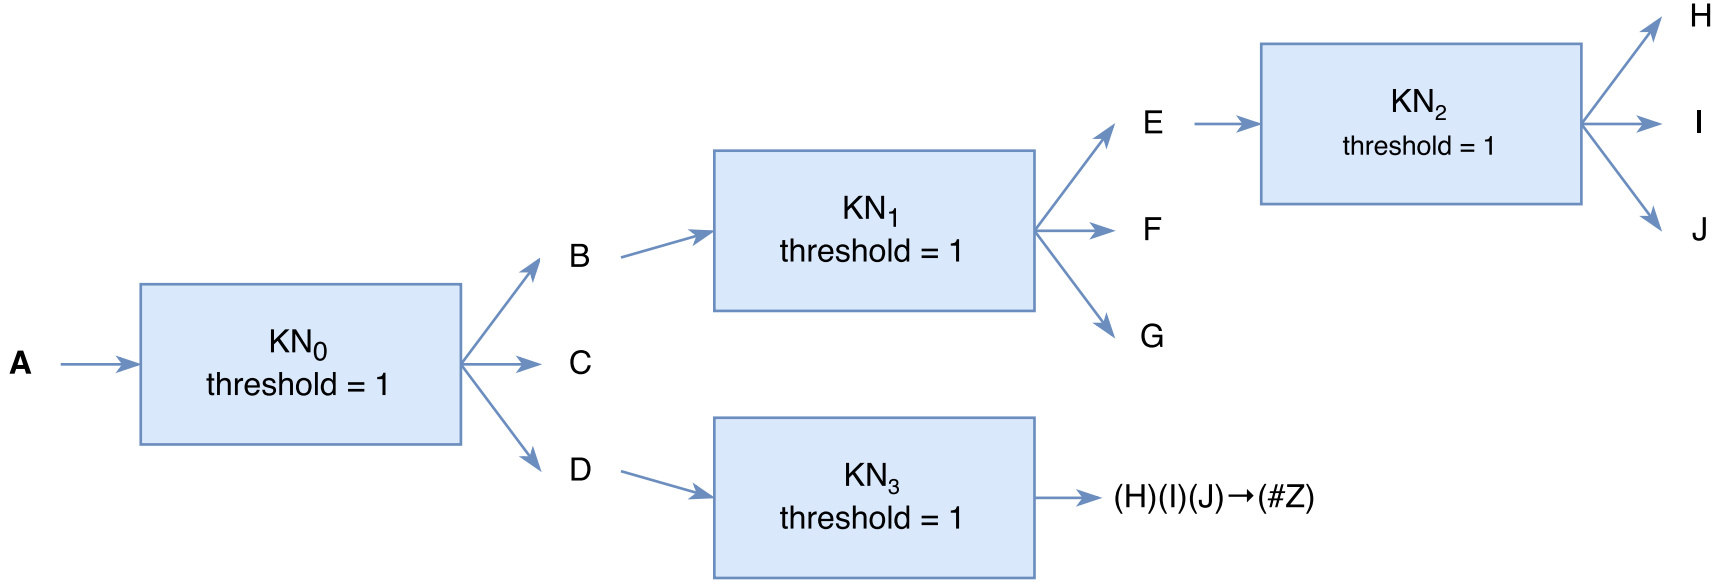 A
KN₀
threshold = 1
B
C
D
KN₁
threshold = 1
E
F
G
KN₂
threshold = 1
H
I
J
KN₃
threshold = 1
(H)(I)(J)→(#Z)